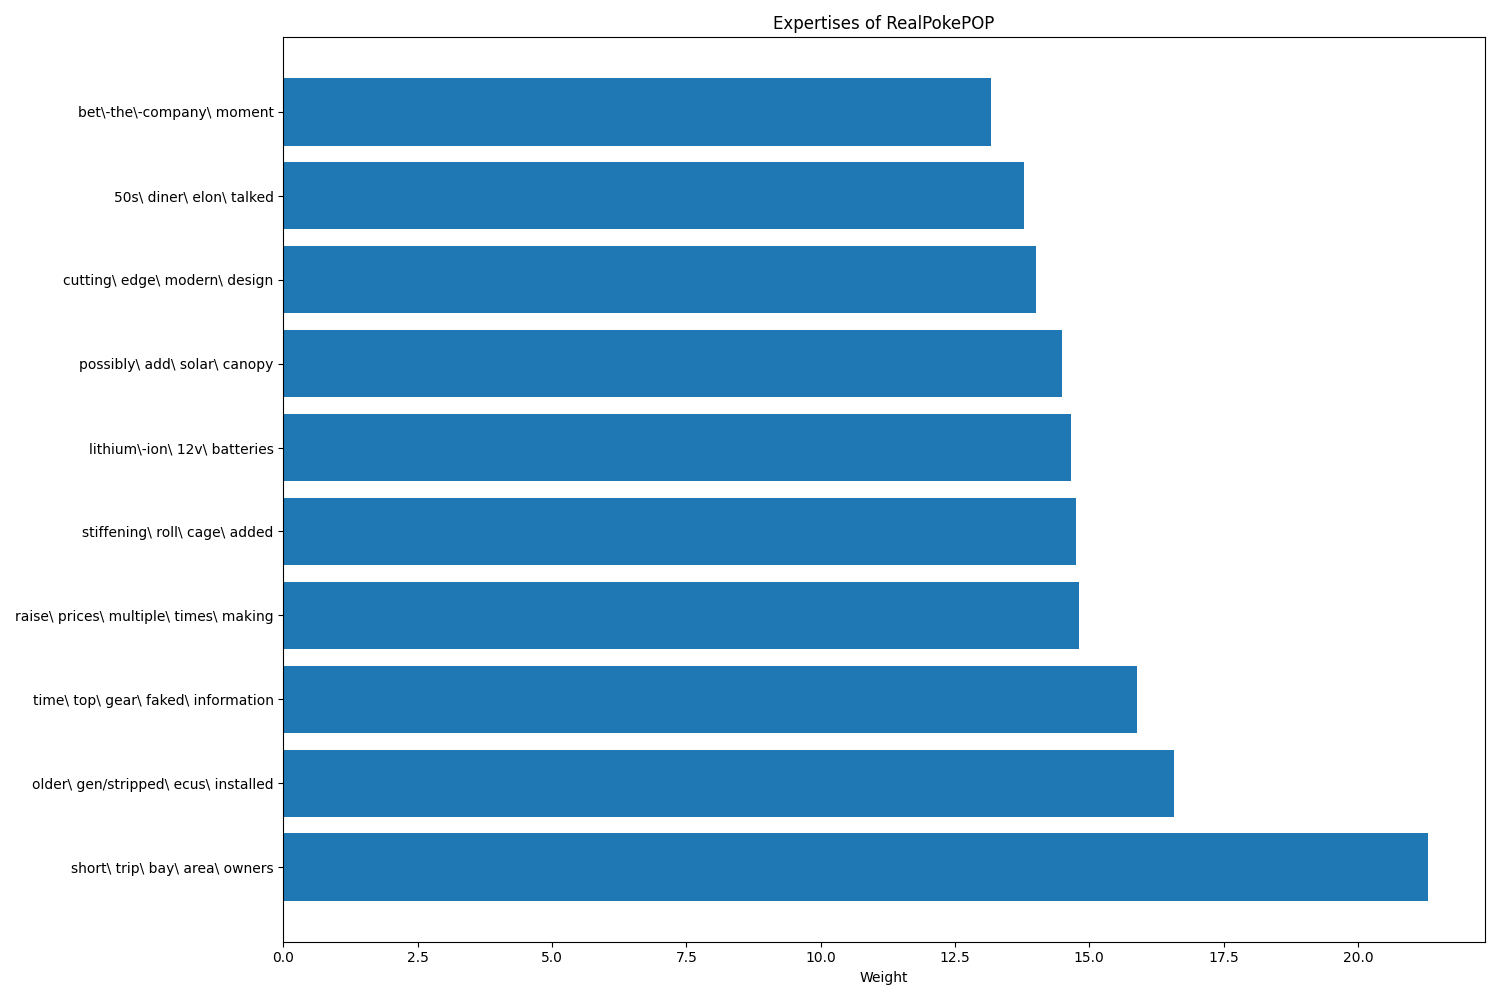 Expertises of RealPokePOP
bet\-the\-company\ moment
50s\ diner\ elon\ talked
cutting\ edge\ modern\ design
possibly\ add\ solar\ canopy
lithium\-ion\ 12v\ batteries
stiffening\ roll\ cage\ added
raise\ prices\ multiple\ times\ making
time\ top\ gear\ faked\ information
older\ gen/stripped\ ecus\ installed
short\ trip\ bay\ area\ owners
0.0 2.5 5.0 7.5 10.0 12.5 15.0 17.5 20.0
Weight